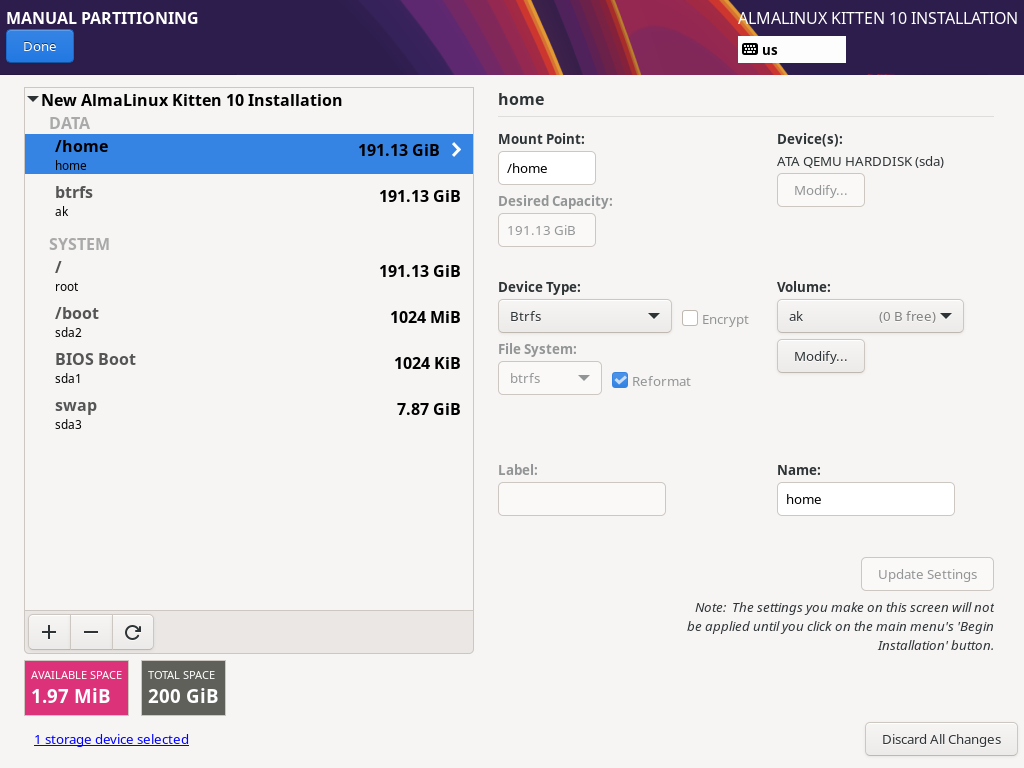 MANUAL PARTITIONING
ALMALINUX KITTEN 10 INSTALLATION
Done
us
New AlmaLinux Kitten 10 Installation
DATA
/home
191.13 GiB
home
btrfs
191.13 GiB
ak
SYSTEM
/
191.13 GiB
root
/boot
1024 MiB
sda2
BIOS Boot
1024 KiB
sda1
swap
7.87 GiB
sda3
AVAILABLE SPACE
1.97 MiB
TOTAL SPACE
200 GiB
1 storage device selected
home
Mount Point:
/home
Desired Capacity:
191.13 GiB
Device(s):
ATA QEMU HARDDISK (sda)
Modify...
Device Type:
Btrfs
Encrypt
Volume:
ak (0 B free)
Modify...
File System:
btrfs
Reformat
Label:
Name:
home
Update Settings
Note: The settings you make on this screen will not
be applied until you click on the main menu's 'Begin
Installation' button.
Discard All Changes